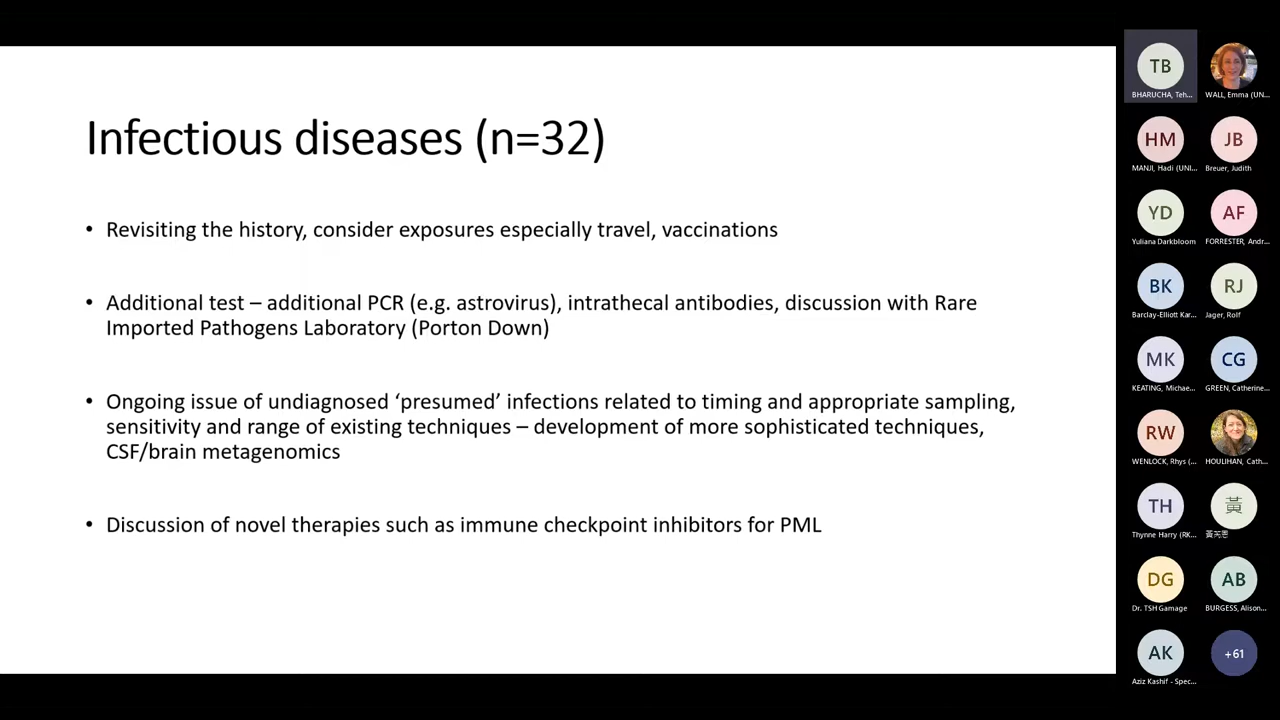 Infectious diseases (n=32)
• Revisiting the history, consider exposures especially travel, vaccinations
• Additional test – additional PCR (e.g. astrovirus), intrathecal antibodies, discussion with Rare
Imported Pathogens Laboratory (Porton Down)
• Ongoing issue of undiagnosed ‘presumed’ infections related to timing and appropriate sampling,
sensitivity and range of existing techniques – development of more sophisticated techniques,
CSF/brain metagenomics
• Discussion of novel therapies such as immune checkpoint inhibitors for PML
TB
BHARUCHA, Teh...
WALL, Emma (UN...
HM
JB
MANJI, Hadi (UNI...
Breuer, Judith
YD
AF
Yuliana Darkbloom
FORRESTER, Andr...
BK
RJ
Barclay-Elliott Kar...
Jager, Rolf
MK
CG
KEATING, Michae...
GREEN, Catherine...
RW
WENLOCK, Rhys (...
HOULIHAN, Cath...
TH
黃
Thynne Harry (RK...
DG
AB
Dr. TSH Gamage
BURGESS, Alison...
AK
+61
Aziz Kashif - Spec...